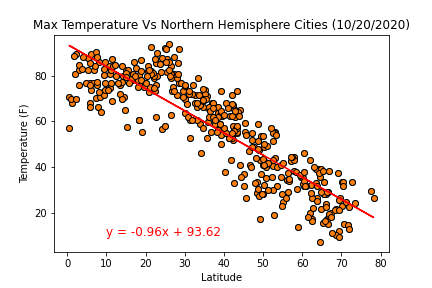 Max Temperature Vs Northern Hemisphere Cities (10/20/2020)
Temperature (F)
80
60
40
20
y = -0.96x + 93.62
0 10 20 30 40 50 60 70 80
Latitude